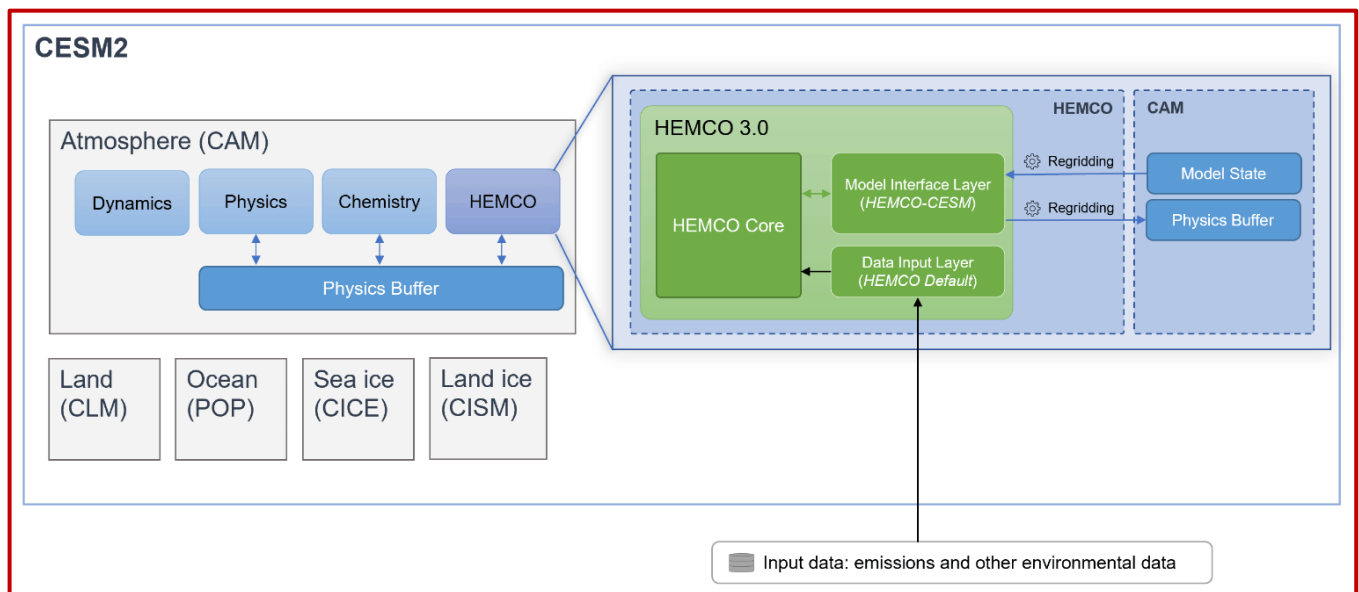 CESM2
Atmosphere (CAM)
Dynamics
Physics
Chemistry
HEMCO
Physics Buffer
Land
(CLM)
Ocean
(POP)
Sea ice
(CICE)
Land ice
(CISM)
HEMCO
CAM
HEMCO 3.0
HEMCO Core
Model Interface Layer
(HEMCO-CESM)
Data Input Layer
(HEMCO Default)
Regridding
Regridding
Model State
Physics Buffer
Input data: emissions and other environmental data